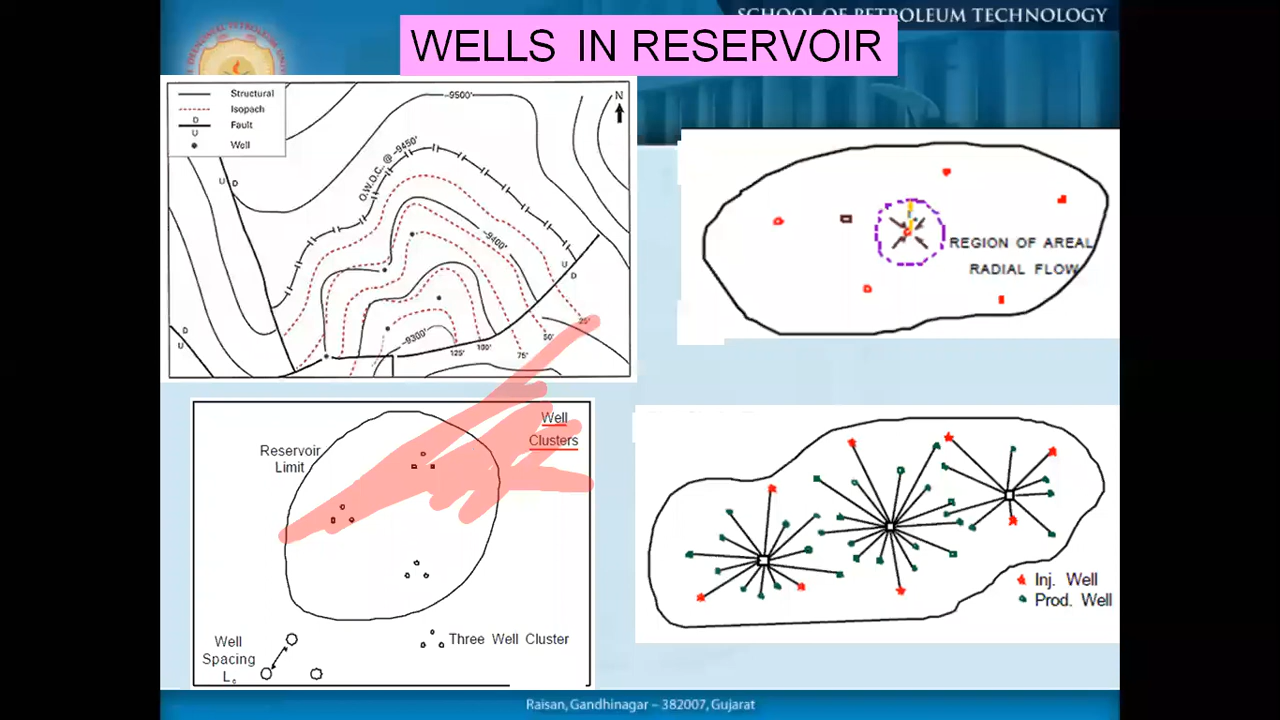 SCHOOL OF PETROLEUM TECHNOLOGY
WELLS IN RESERVOIR
Structural
Isopach
D
U
Fault
Well
N
-9500'
O.W.O.C. @ -9450'
-9400'
-9300'
U D
U
D
D
U
25'
50'
75'
100'
125'
REGION OF AREAL
RADIAL FLOW
Well
Clusters
Reservoir
Limit
Well
Spacing
Lc
Three Well Cluster
Inj. Well
Prod. Well
Raisan, Gandhinagar – 382007, Gujarat